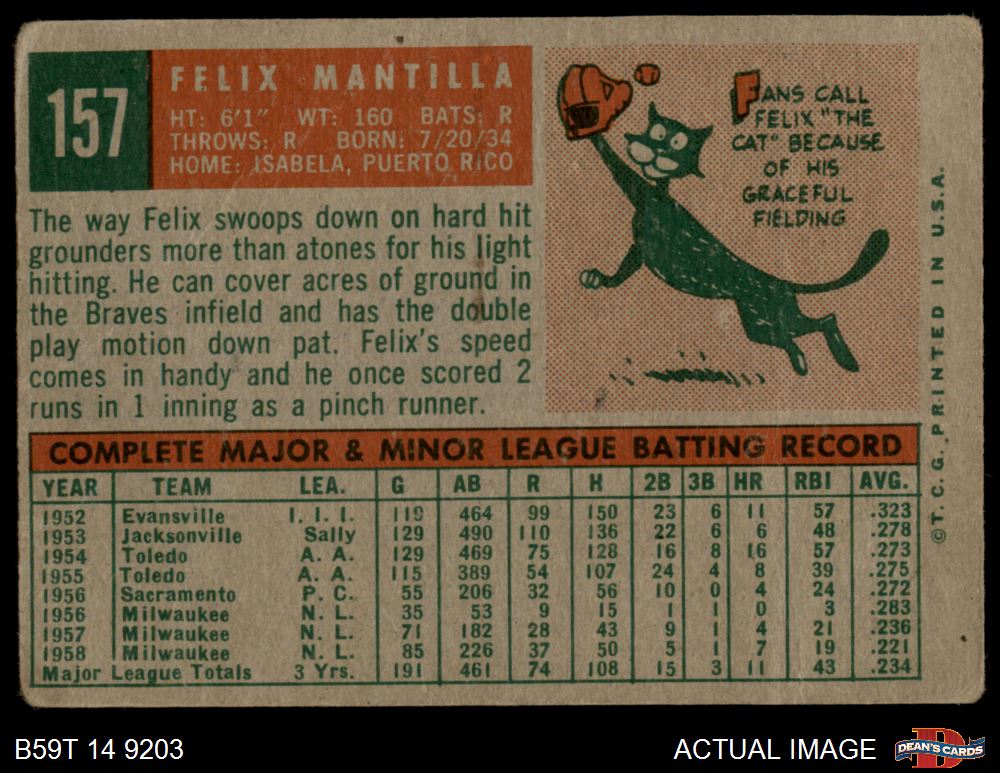 157
FELIX MANTILLA
HT: 6'1" WT: 160 BATS: R
THROWS: R BORN: 7/20/34
HOME: ISABELA, PUERTO RICO
The way Felix swoops down on hard hit
grounders more than atones for his light
hitting. He can cover acres of ground in
the Braves infield and has the double
play motion down pat. Felix's speed
comes in handy and he once scored 2
runs in 1 inning as a pinch runner.
FANS CALL
FELIX "THE
CAT" BECAUSE
OF HIS
GRACEFUL
FIELDING
COMPLETE MAJOR & MINOR LEAGUE BATTING RECORD
YEAR TEAM LEA. G AB R H 2B 3B HR RBI AVG.
1952 Evansville I. I. I. 119 464 99 150 23 6 11 57 .323
1953 Jacksonville Sally 129 490 110 136 22 6 6 48 .278
1954 Toledo A. A. 129 469 75 128 16 8 16 57 .273
1955 Toledo A. A. 115 389 54 107 24 4 8 39 .275
1956 Sacramento P. C. 55 206 32 56 10 0 4 24 .272
1956 Milwaukee N. L. 35 53 9 15 1 1 0 3 .283
1957 Milwaukee N. L. 71 182 28 43 9 1 4 21 .236
1958 Milwaukee N. L. 85 226 37 50 5 1 7 19 .221
Major League Totals 3 Yrs. 191 461 74 108 15 3 11 43 .234
©T. C. G., PRINTED IN U.S.A.
B59T 14 9203
ACTUAL IMAGE
D
DEAN'S CARDS